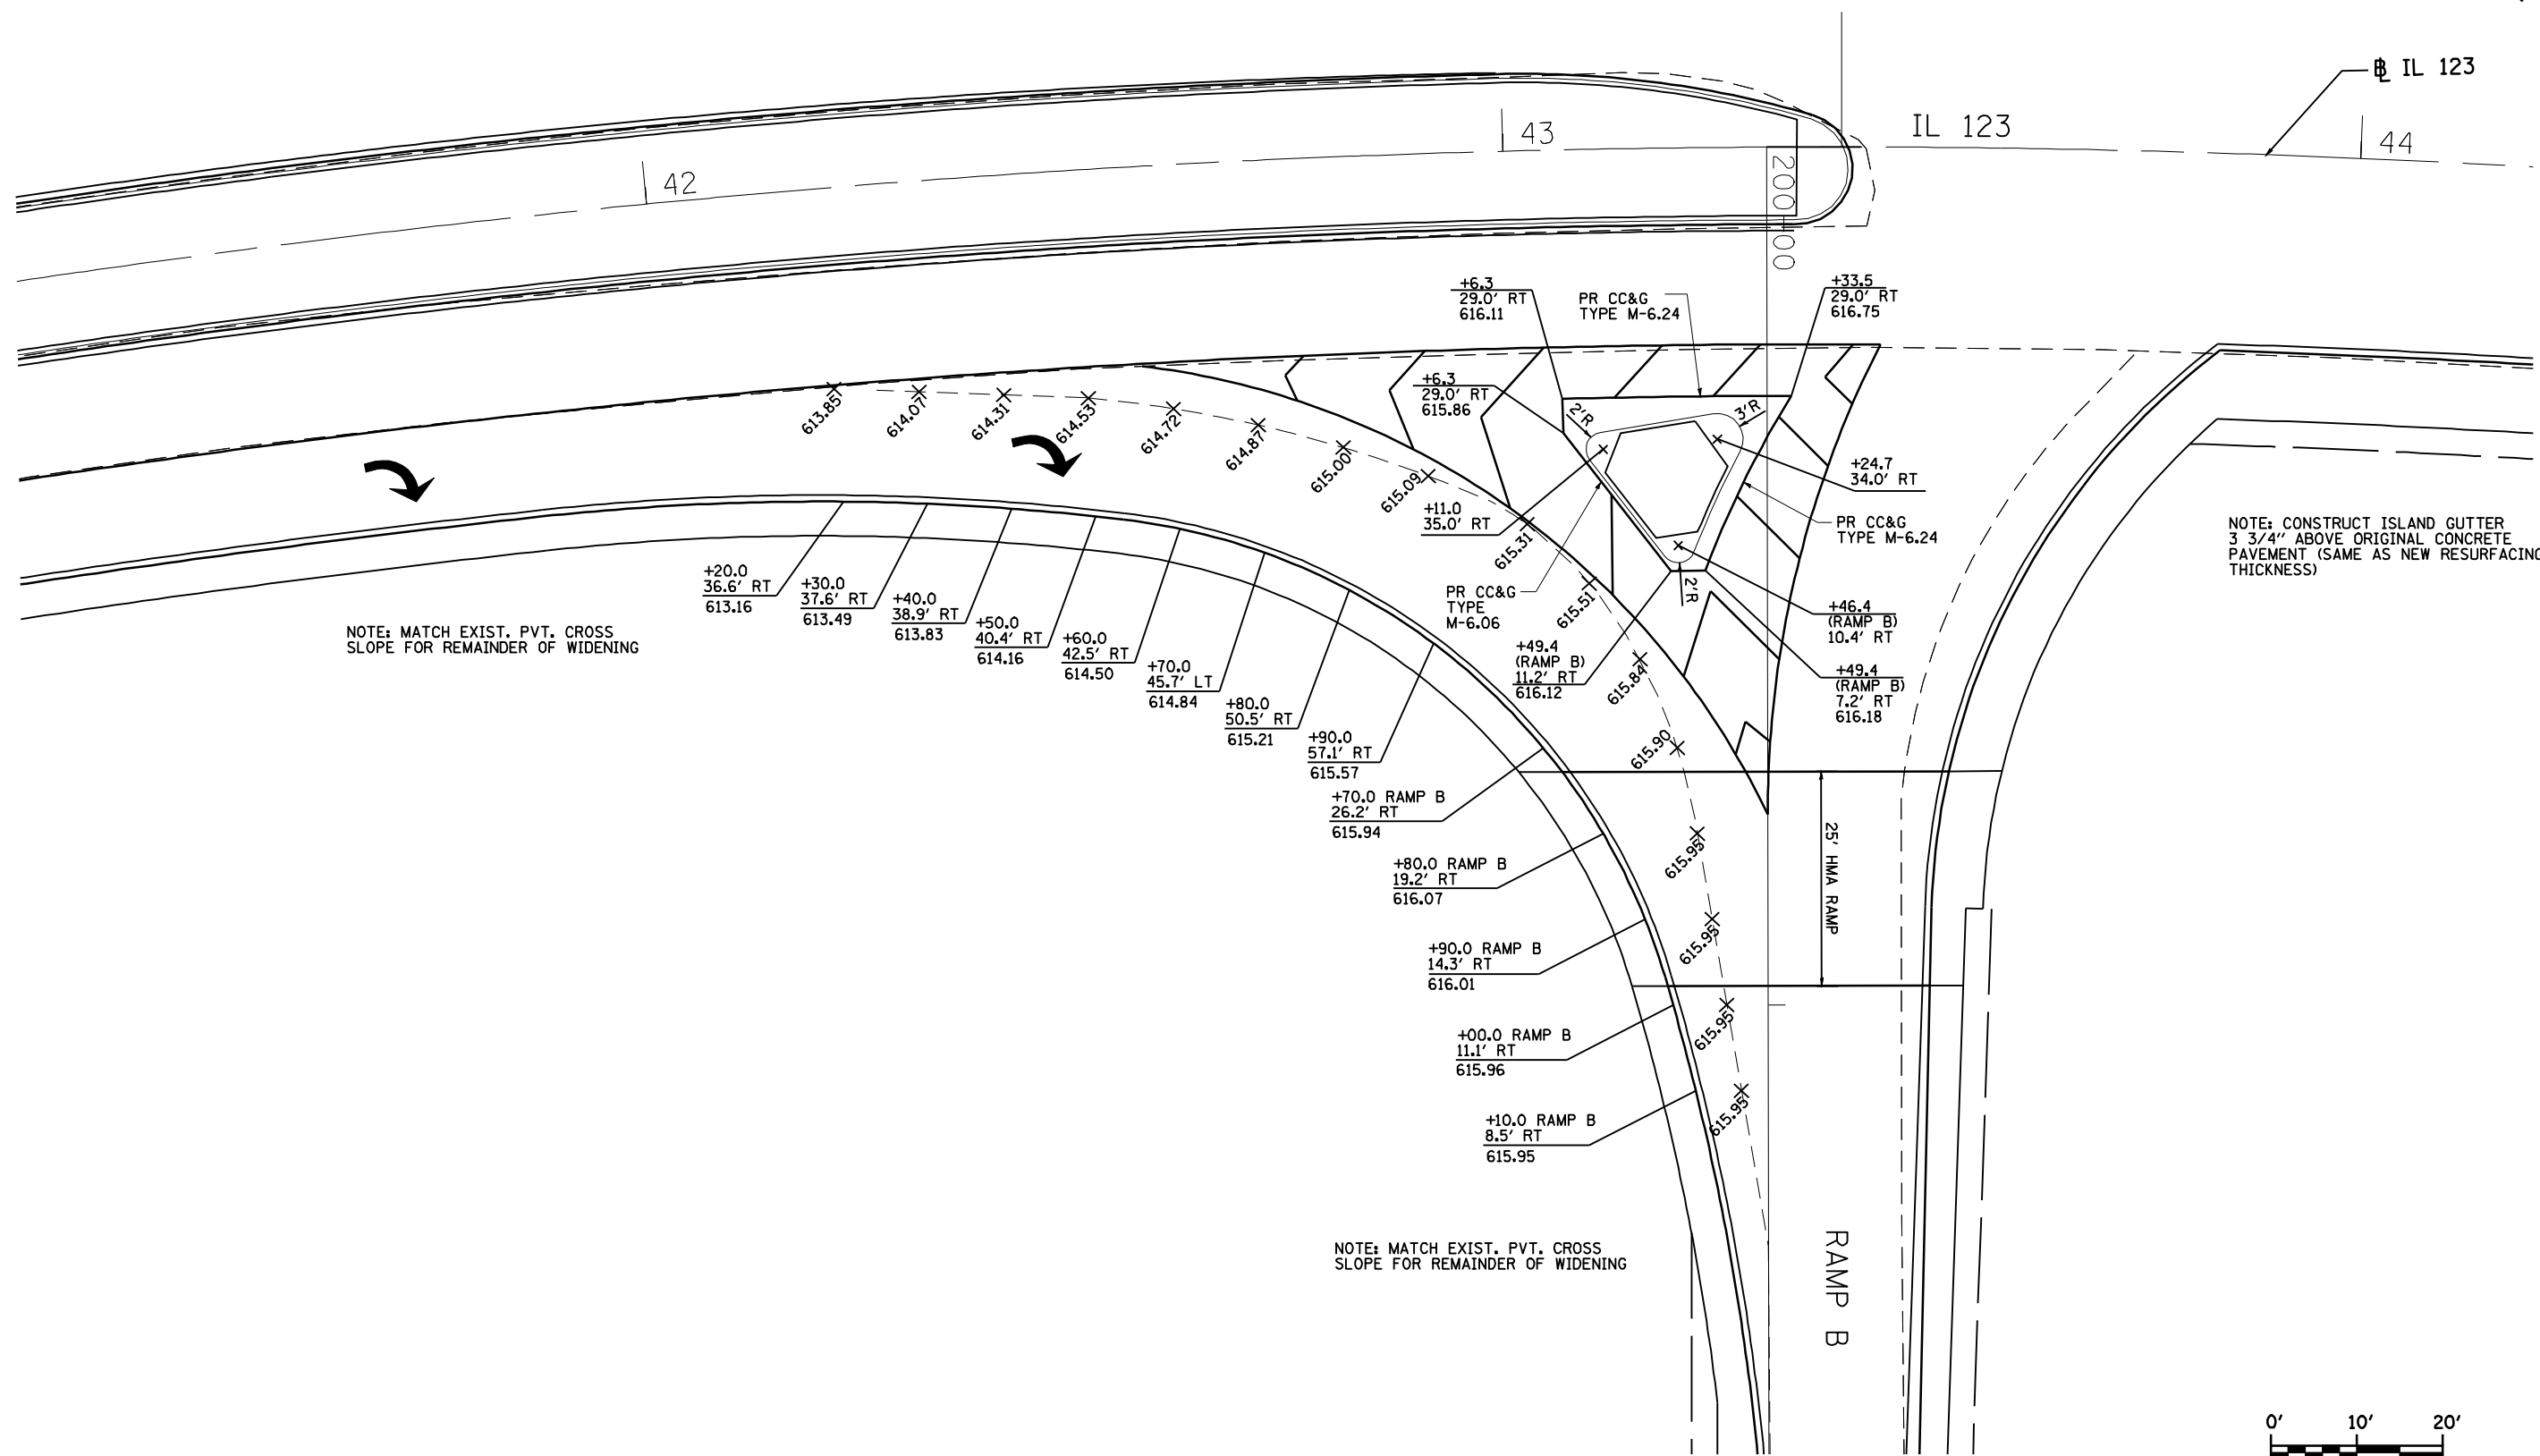 ℄ IL 123
IL 123
42
43
44
200+00
+6.3
29.0' RT
616.11
PR CC&G
TYPE M-6.24
+33.5
29.0' RT
616.75
+6.3
29.0' RT
615.86
2'R
3'R
+24.7
34.0' RT
+11.0
35.0' RT
PR CC&G
TYPE M-6.24
NOTE: CONSTRUCT ISLAND GUTTER
3 3/4" ABOVE ORIGINAL CONCRETE
PAVEMENT (SAME AS NEW RESURFACING
THICKNESS)
613.85
614.07
614.31
614.53
614.72
614.87
615.00
615.09
615.31
615.51
615.84
615.90
615.95
615.95
615.95
615.95
PR CC&G
TYPE
M-6.06
2'R
+46.4
(RAMP B)
10.4' RT
+49.4
(RAMP B)
11.2' RT
616.12
+49.4
(RAMP B)
7.2' RT
616.18
NOTE: MATCH EXIST. PVT. CROSS
SLOPE FOR REMAINDER OF WIDENING
+20.0
36.6' RT
613.16
+30.0
37.6' RT
613.49
+40.0
38.9' RT
613.83
+50.0
40.4' RT
614.16
+60.0
42.5' RT
614.50
+70.0
45.7' LT
614.84
+80.0
50.5' RT
615.21
+90.0
57.1' RT
615.57
+70.0 RAMP B
26.2' RT
615.94
+80.0 RAMP B
19.2' RT
616.07
+90.0 RAMP B
14.3' RT
616.01
+00.0 RAMP B
11.1' RT
615.96
+10.0 RAMP B
8.5' RT
615.95
25' HMA RAMP
NOTE: MATCH EXIST. PVT. CROSS
SLOPE FOR REMAINDER OF WIDENING
RAMP B
0' 10' 20'